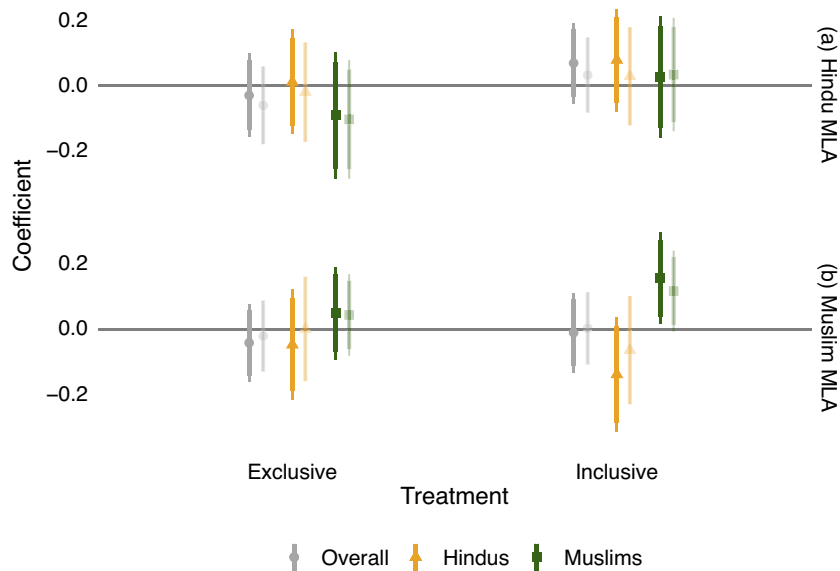 0.2
0.0
−0.2
(a) Hindu MLA
Coefficient
0.2
0.0
−0.2
(b) Muslim MLA
Exclusive
Inclusive
Treatment
Overall
Hindus
Muslims